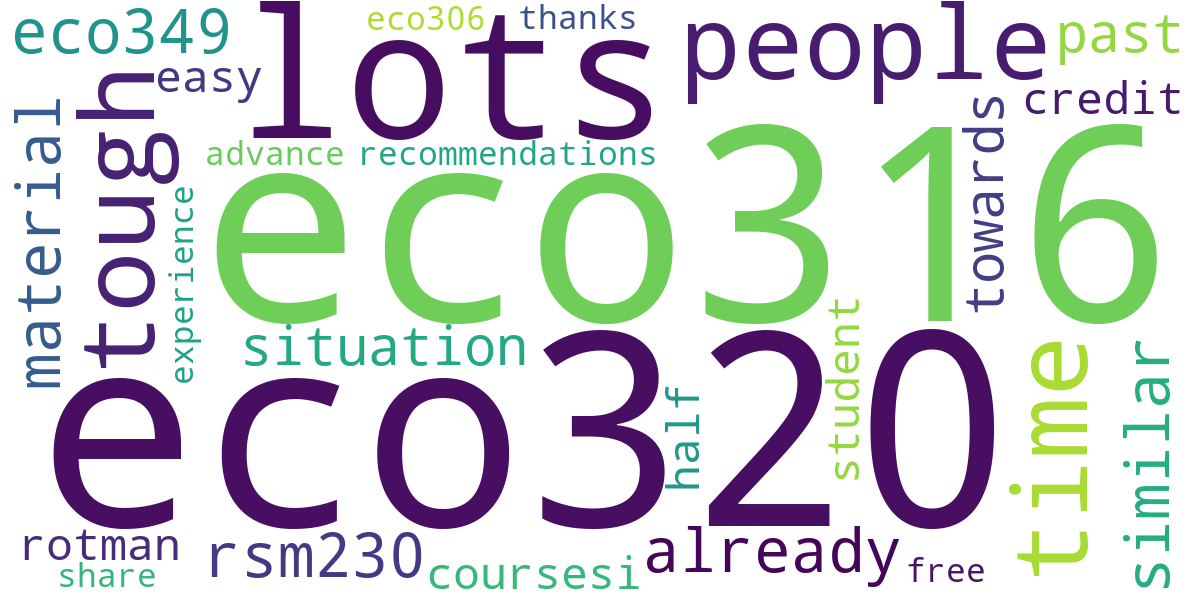 eco349
eco306
thanks
lots
people
past
easy
credit
material
tough
advance
recommendations
eco316
towards
experience
situation
student
eco320
half
time
similar
rotman
rsm230
already
share
coursesi
free